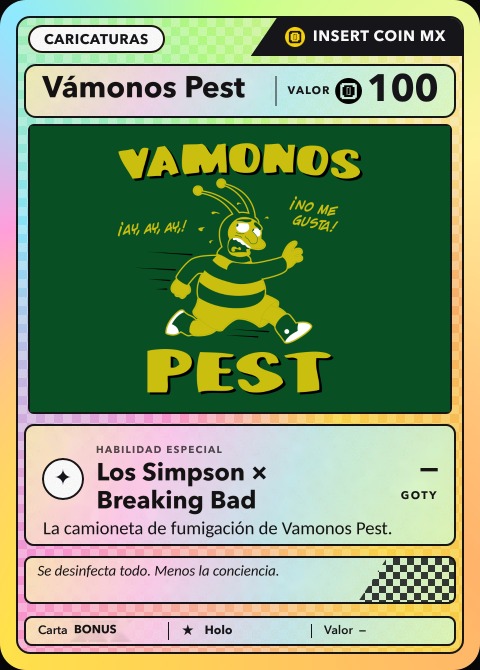 CARICATURAS
INSERT COIN MX
Vámonos Pest
VALOR 100
VAMONOS
¡AY, AY, AY,!
¡NO ME
GUSTA!
PEST
HABILIDAD ESPECIAL
Los Simpson ×
Breaking Bad
—
GOTY
La camioneta de fumigación de Vamonos Pest.
Se desinfecta todo. Menos la conciencia.
Carta BONUS
★ Holo
Valor —